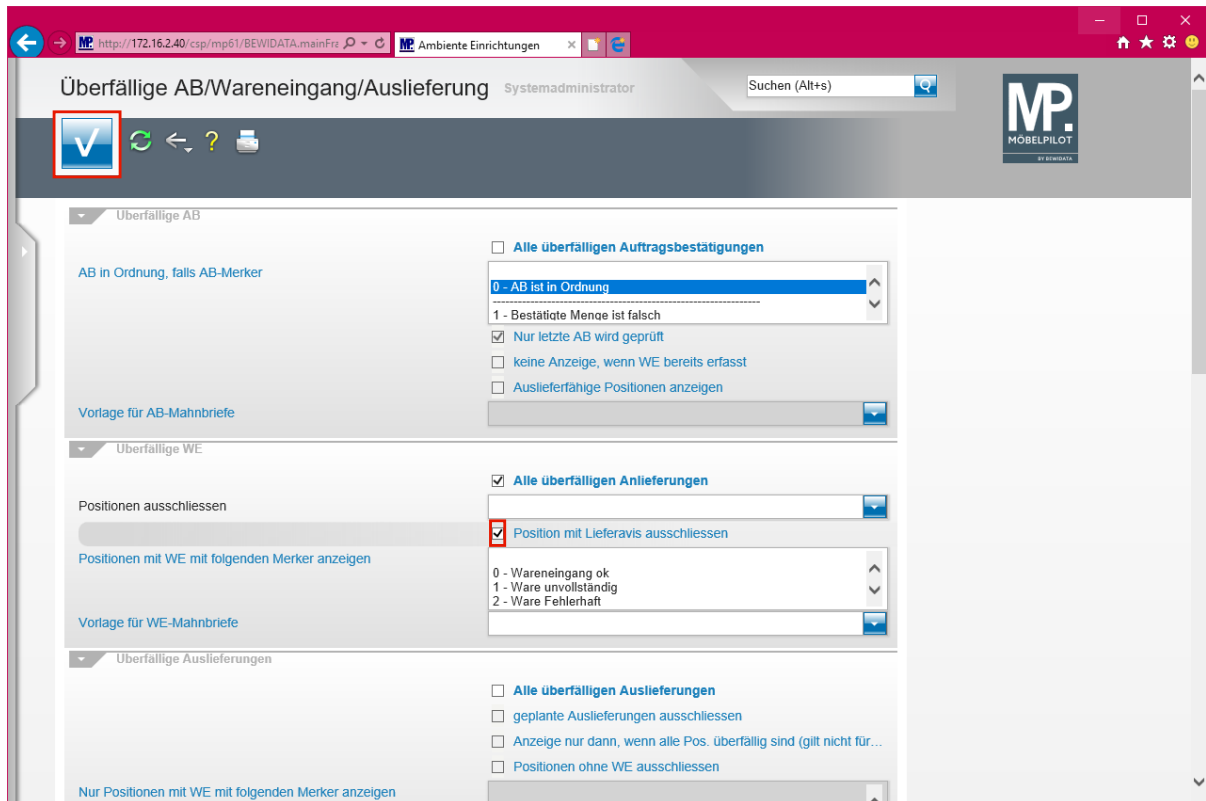 http://172.16.2.40/csp/mp61/BEWIDATA.mainFra
MP. Ambiente Einrichtungen
Überfällige AB/Wareneingang/Auslieferung Systemadministrator
Suchen (Alt+s)
MP.
MÖBELPILOT
BY BEWIDATA
Überfällige AB
Alle überfälligen Auftragsbestätigungen
AB in Ordnung, falls AB-Merker
0 - AB ist in Ordnung
1 - Bestätigte Menge ist falsch
Nur letzte AB wird geprüft
keine Anzeige, wenn WE bereits erfasst
Auslieferfähige Positionen anzeigen
Vorlage für AB-Mahnbriefe
Überfällige WE
Alle überfälligen Anlieferungen
Positionen ausschliessen
Position mit Lieferavis ausschliessen
Positionen mit WE mit folgenden Merker anzeigen
0 - Wareneingang ok
1 - Ware unvollständig
2 - Ware Fehlerhaft
Vorlage für WE-Mahnbriefe
Überfällige Auslieferungen
Alle überfälligen Auslieferungen
geplante Auslieferungen ausschliessen
Anzeige nur dann, wenn alle Pos. überfällig sind (gilt nicht für...
Positionen ohne WE ausschliessen
Nur Positionen mit WE mit folgenden Merker anzeigen